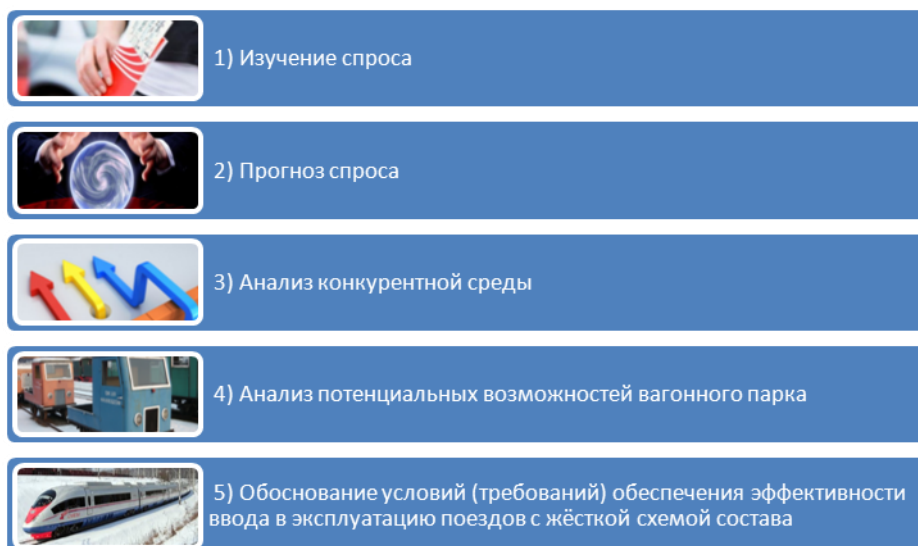 1) Изучение спроса
2) Прогноз спроса
3) Анализ конкурентной среды
4) Анализ потенциальных возможностей вагонного парка
5) Обоснование условий (требований) обеспечения эффективности
ввода в эксплуатацию поездов с жёсткой схемой состава